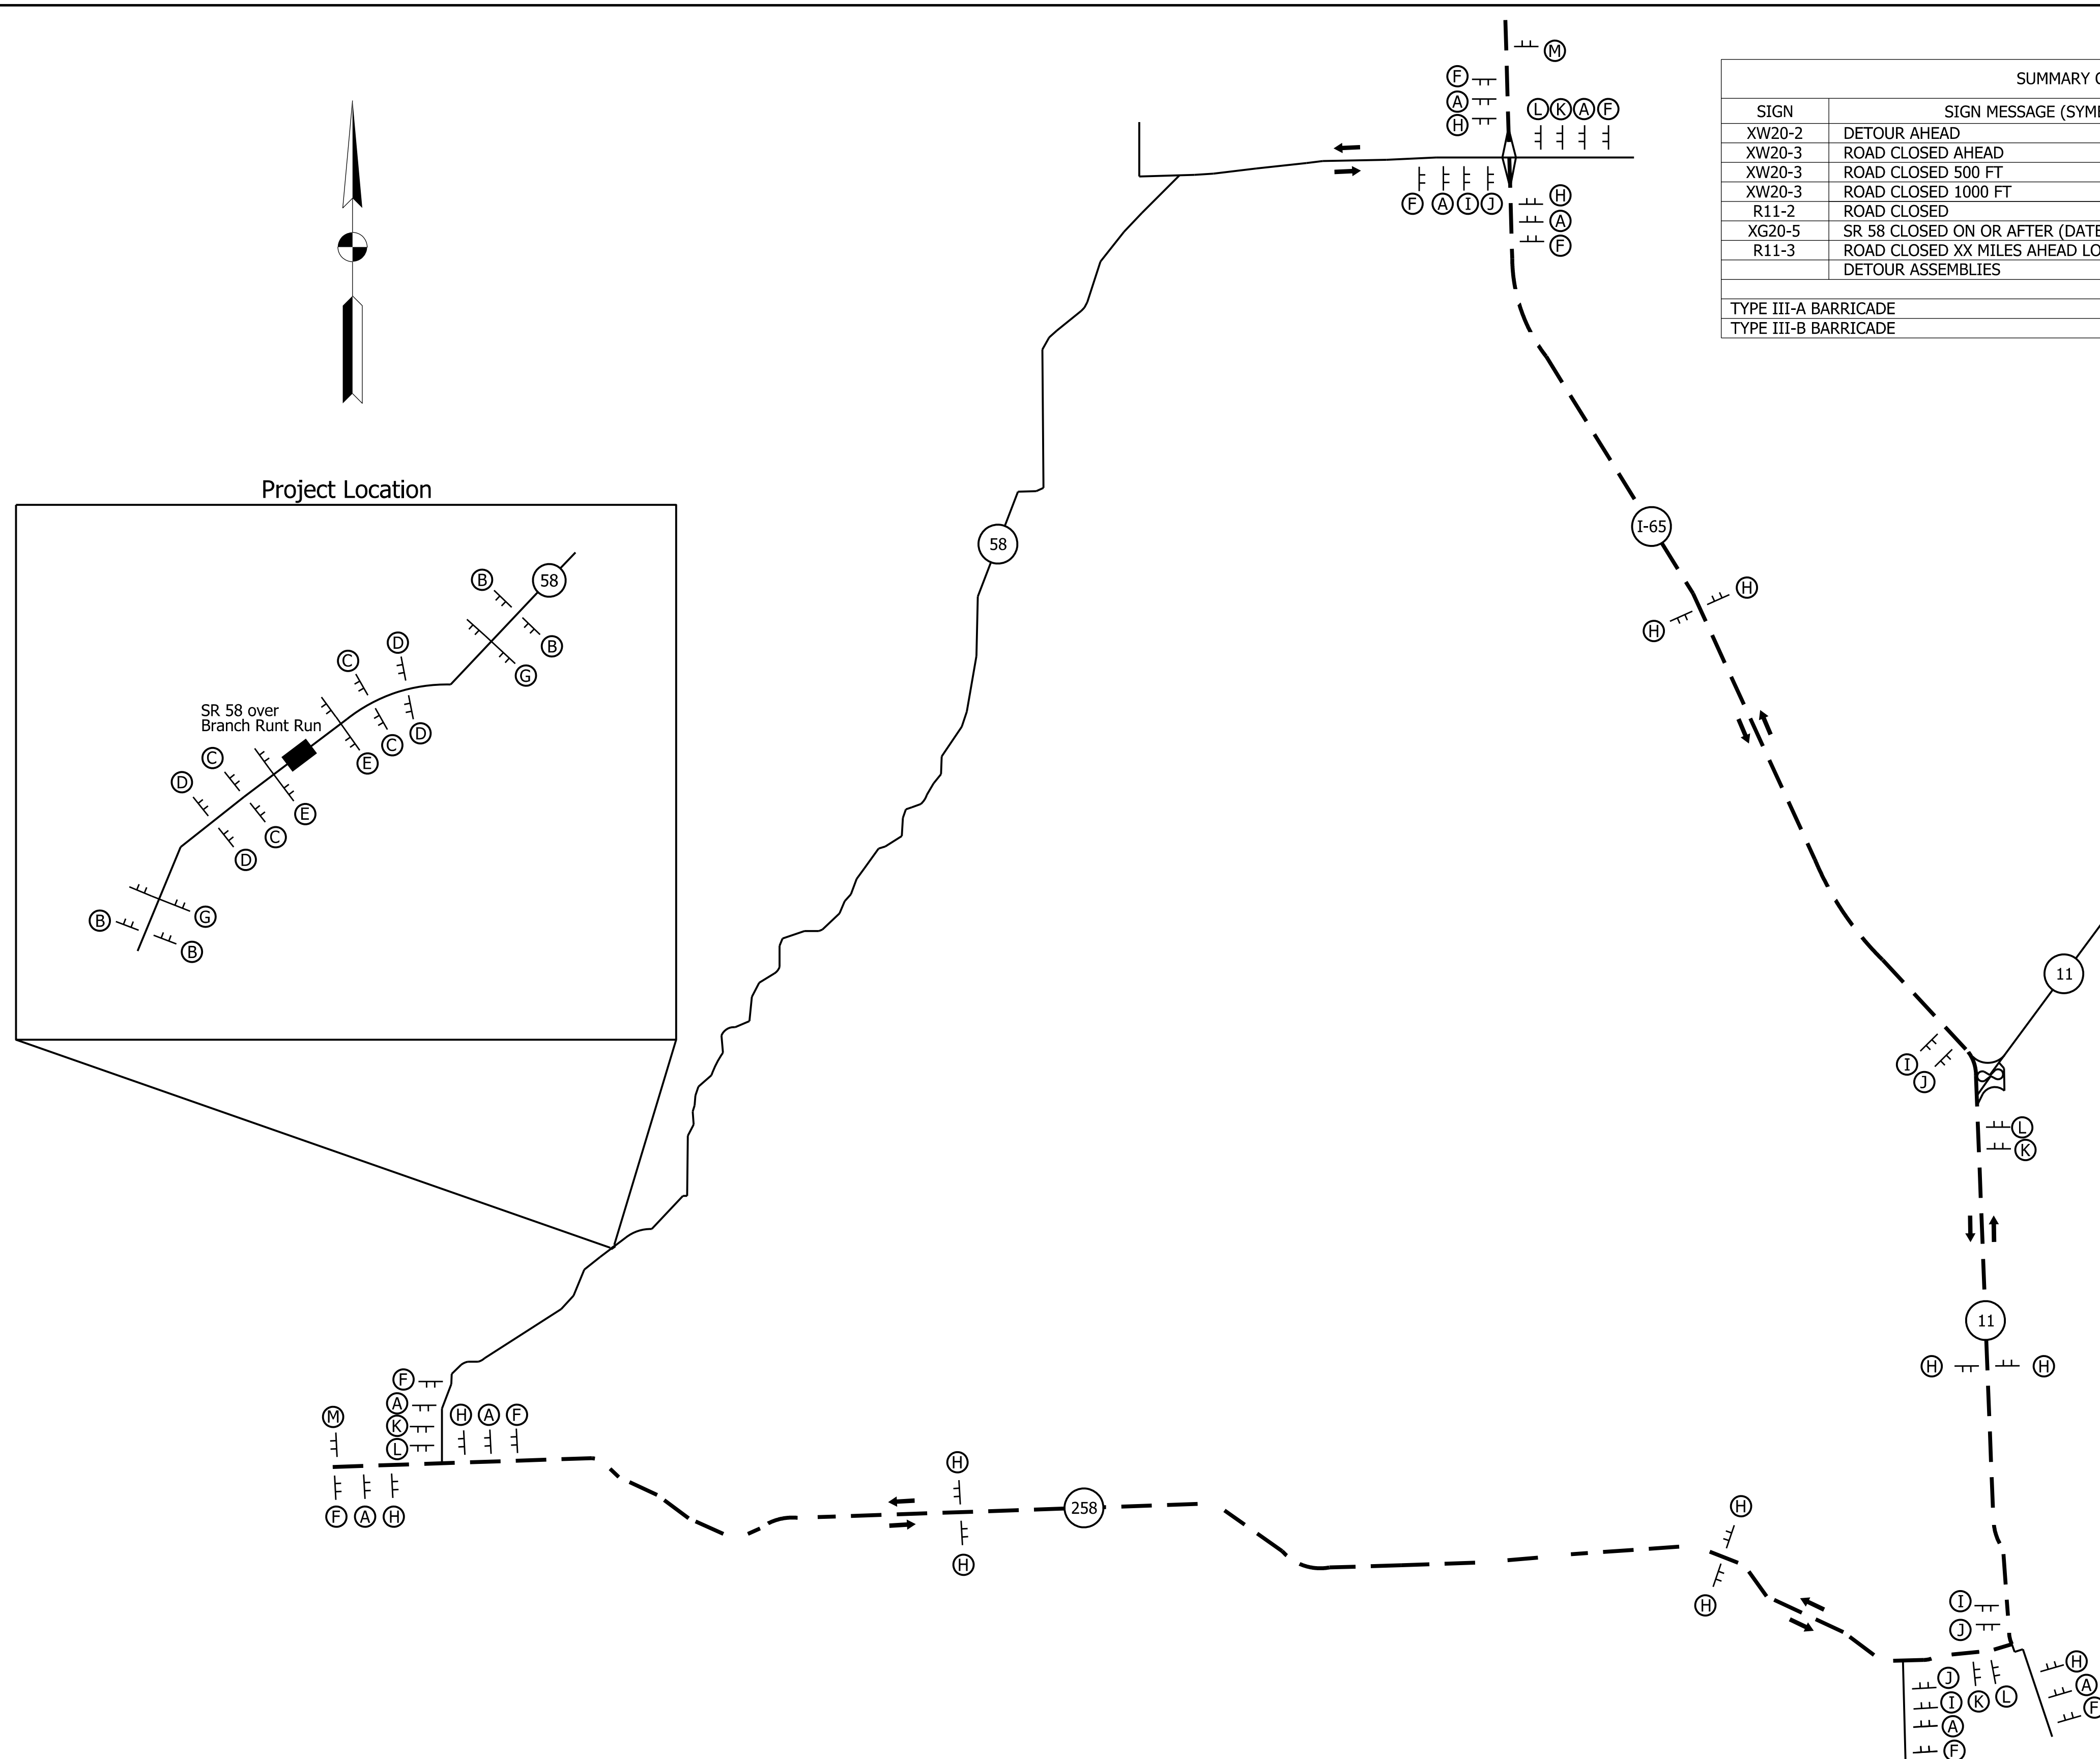 M
F
A
H
L K A F
F A I J
H
A
F
SUMMARY
SIGN SIGN MESSAGE
XW20-2 DETOUR AHEAD
XW20-3 ROAD CLOSED AHEAD
XW20-3 ROAD CLOSED 500 FT
XW20-3 ROAD CLOSED 1000 FT
R11-2 ROAD CLOSED
XG20-5 SR 58 CLOSED ON OR AFTER (DATE
R11-3 ROAD CLOSED XX MILES AHEAD LO
DETOUR ASSEMBLIES
TYPE III-A BARRICADE
TYPE III-B BARRICADE
Project Location
B
58
B
G
D
C
SR 58 over
Branch Runt Run
D
C
E
C
D
E
C
D
B
G
B
58
I-65
H
H
11
I
J
L
K
11
H
H
F
A
K
L
M
H A F
F A H
H
258
H
H
H
I
J
J
I
A
F
K L
H
A
F